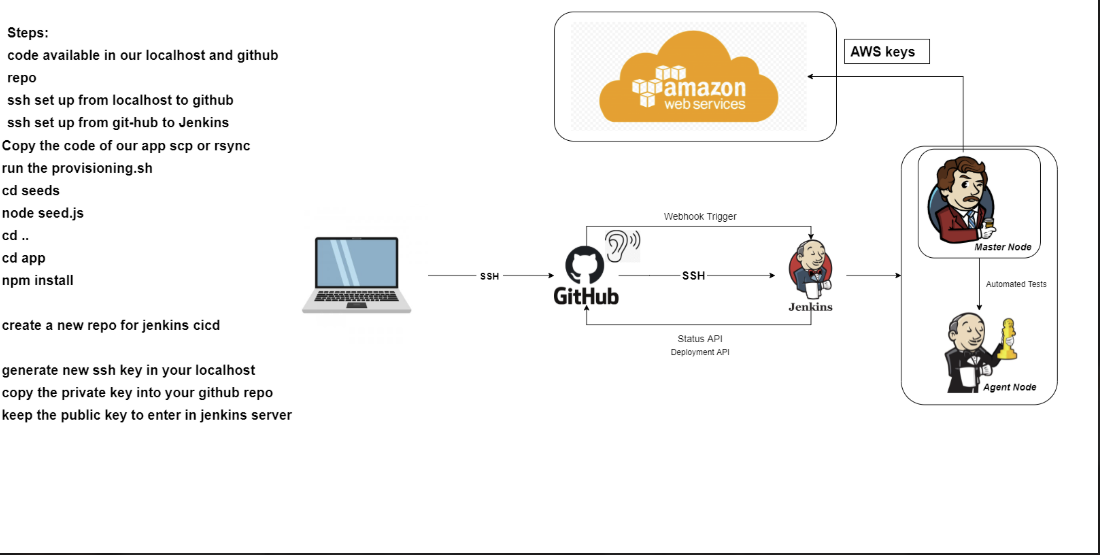 Steps:
code available in our localhost and github
repo
ssh set up from localhost to github
ssh set up from git-hub to Jenkins
Copy the code of our app scp or rsync
run the provisioning.sh
cd seeds
node seed.js
cd ..
cd app
npm install
create a new repo for jenkins cicd
generate new ssh key in your localhost
copy the private key into your github repo
keep the public key to enter in jenkins server
amazon
web services
AWS keys
Webhook Trigger
SSH
GitHub
SSH
Jenkins
Status API
Deployment API
Master Node
Automated Tests
Agent Node